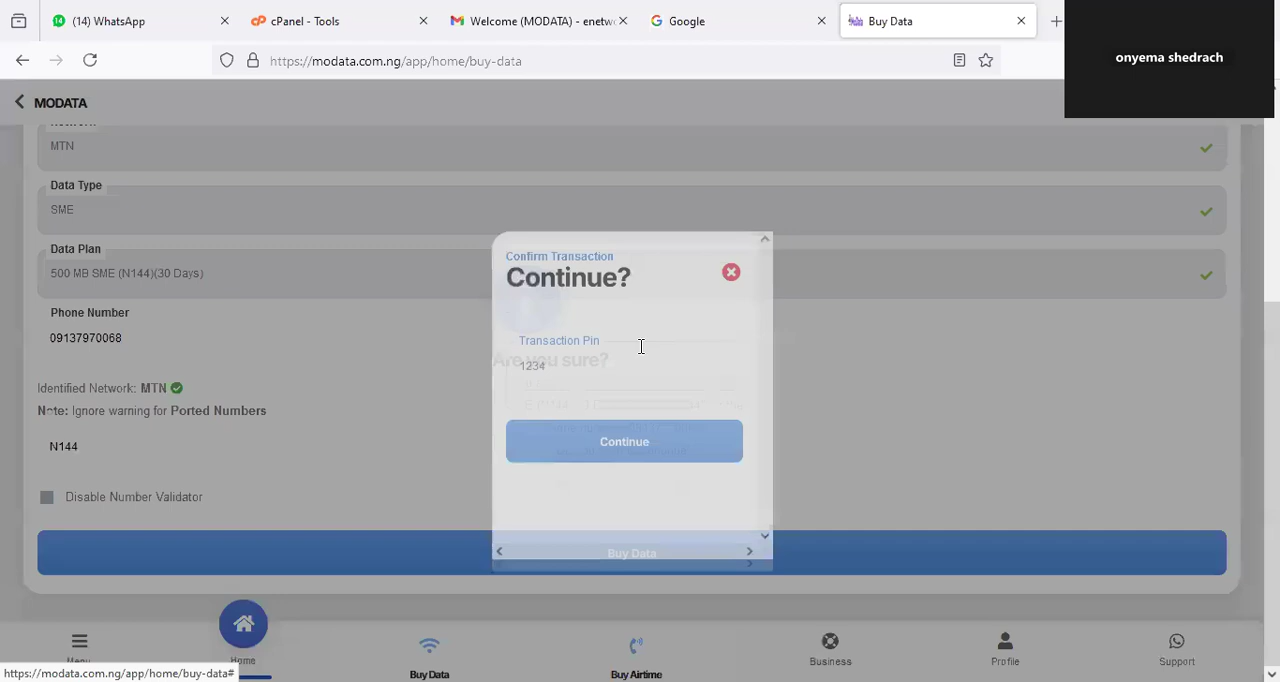 (14) WhatsApp
cPanel - Tools
Welcome (MODATA) - enetwo
Google
Buy Data
https://modata.com.ng/app/home/buy-data
onyema shedrach
MODATA
Network
MTN
Data Type
SME
Data Plan
500 MB SME (N144)(30 Days)
Phone Number
09137970068
Identified Network: MTN
Note: Ignore warning for Ported Numbers
N144
Disable Number Validator
Confirm Transaction
Continue?
Transaction Pin
Are you sure?
1234
Continue
Buy Data
Menu
Home
Buy Data
Buy Airtime
Business
Profile
Support
https://modata.com.ng/app/home/buy-data#